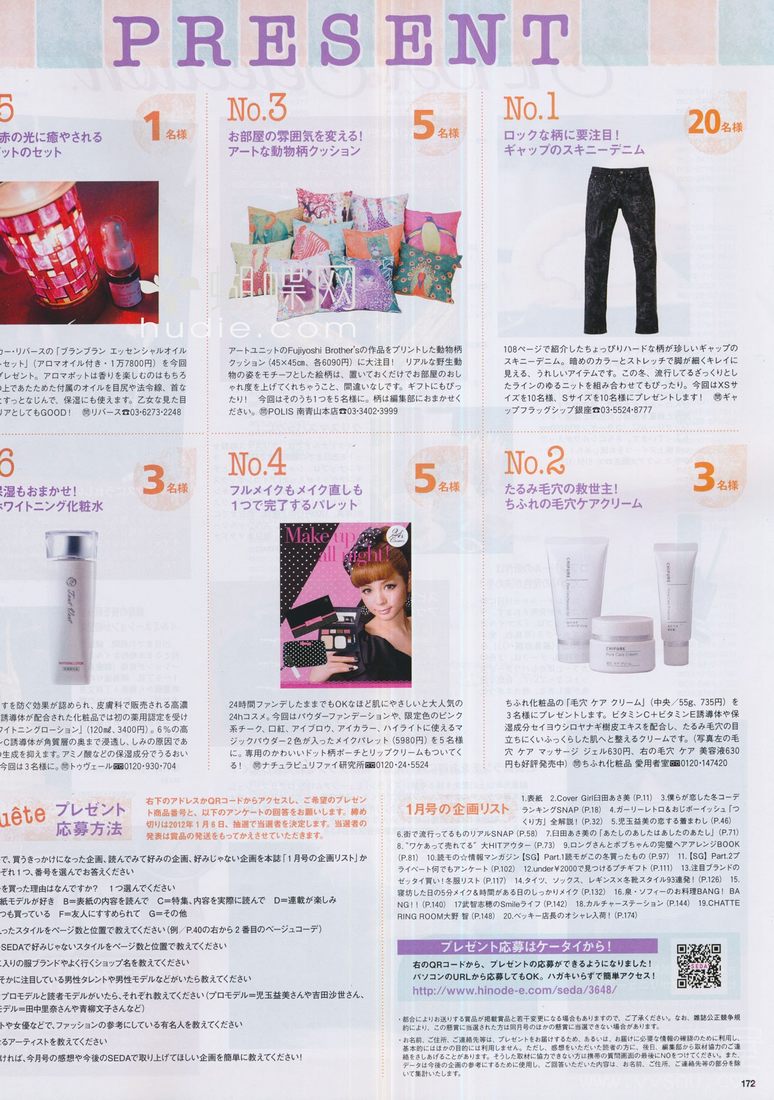 PRESENT
No.1
20名様
ロックな柄に要注目!
ギャップのスキニーデニム
108ページで紹介したちょっぴりハードな柄が珍しいギャップの
スキニーデニム。暗めのカラーとストレッチで脚が細くキレイに
見える、うれしいアイテムです。この冬、流行してるざっくりとし
たラインのゆるニットを組み合わせてもぴったり。今回はXSサ
イズを10名様、Sサイズを10名様にプレゼントします! ㉄ギャ
ップフラッグシップ銀座☎03・5524・8777
No.2
3名様
たるみ毛穴の救世主!
ちふれの毛穴ケアクリーム
CHIFURE
CHIFURE
CHIFURE
ちふれ化粧品の「毛穴 ケア クリーム」(中央/55g、735円)を
3名様にプレゼントします。ビタミンC+ビタミンE誘導体や保
湿成分セイヨウシロヤナギ樹皮エキスを配合し、たるみ毛穴の目
立ちにくいふっくらした肌へと整えるクリームです。(写真左の毛
穴 ケア マッサージ ジェル630円、右の毛穴 ケア 美容液630
円も好評発売中) ㉄ちふれ化粧品 愛用者室0120・147420
No.3
5名様
お部屋の雰囲気を変える!
アートな動物柄クッション
蝶网
hudie.com
アートユニットのFujiyoshi Brother'sの作品をプリントした動物柄
クッション(45×45㎝、各6090円)に大注目! リアルな野生動
物の姿をモチーフとした絵柄は、置いておくだけでお部屋のおし
ゃれ度を上げてくれちゃうこと、間違いなしです。ギフトにもぴっ
たり! 今回はそのうち1つを5名様に。柄は編集部におまかせく
ださい。㉄POLIS 南青山本店☎03・3402・3999
No.4
5名様
フルメイクもメイク直しも
1つで完了するパレット
Make up
all night!
24h
24時間ファンデしたままでもOKなほど肌にやさしいと大人気の
24hコスメ。今回はパウダーファンデーションや、限定色のピンク
系チーク、口紅、アイブロウ、アイカラー、ハイライトに使えるマ
ジックパウダー2色が入ったメイクパレット(5980円)を5名様
に。専用のかわいいドット柄ポーチとリップクリームもついてく
る! ㉄ナチュラピュリファイ研究所0120・24・5524
5
1名様
赤の光に癒やされる
ットのセット
カー・リバースの「ブランブラン エッセンシャルオイル
セット」(アロマオイル付き・1万7800円)を今回
プレゼント。アロマポットは香りを楽しむのはもちろ
の上であたためた付属のオイルを目尻や法令線、首な
とすっとなじんで、保湿にも使えます。乙女な見た目
リアとしてもGOOD! ㉄リバース☎03・6273・2248
6
3名様
保湿もおまかせ!
ホワイトニング化粧水
すを防ぐ効果が認められ、皮膚科で販売される高濃
誘導体が配合された化粧品では初の薬用認定を受け
イトニングローション」(120㎖、3400円)。6%の高
C誘導体が角質層の奥まで浸透し、しみの原因であ
の生成を抑えます。アミノ酸などの保湿成分でうるおい
今回は3名様に。㉄トゥヴェール0120・930・704
uête プレゼント
応募方法
右下のアドレスかQRコードからアクセスし、ご希望のプレゼン
ト商品番号と、以下のアンケートの回答をお願いします。締め
切りは2012年1月6日、抽選で当選者を決定します。当選者の
発表は賞品の発送をもってかえさせていただきます。
で、買うきっかけになった企画、読んでみて好みの企画、好みじゃない企画を本誌「1月号の企画リスト」か
ぞれ1つ、番号を選んでお答えください
を買った理由はなんですか? 1つ選んでください
紙モデルが好き B=表紙の内容を読んで C=特集、内容を実際に読んで D=連載が楽しみ
つも買っている F=友人にすすめられて G=その他
入ったスタイルをページ数と位置で教えてください(例/P.40の右から2番目のベージュコーデ)
SEDAで好みじゃないスタイルをページ数と位置で教えてください
に入りの服ブランドやよく行くショップ名を教えてください
そかに注目している男性タレントや男性モデルなどがいたら教えてください
プロモデルと読者モデルがいたら、それぞれ教えてください(プロモデル=児玉益美さんや吉田沙世さん、
モデル=田中里奈さんや青柳文子さんなど)
トや女優などで、ファッションの参考にしている有名人を教えてください
なるアーティストを教えてください
ければ、今月号の感想や今後のSEDAで取り上げてほしい企画を簡単に教えてください!
1月号の企画リスト
1.表紙 2.Cover Girl臼田あさ美(P.11) 3.僕らが恋した冬コーデ
ランキングSNAP(P.18) 4.ガーリーレトロ&おじボーイッシュ「つ
くり方」全解説!(P.32) 5.児玉益美の恋する着まわし(P.46)
6.街で流行ってるものリアルSNAP(P.58) 7.臼田あさ美の「あたしのあしたはあしたのあたし」(P.71)
8."ワケあって売れてる" 大HITアウター(P.73) 9.ロングさんとボブちゃんの完璧ヘアアレンジBOOK
(P.81) 10.読モの☆情報マガジン【SG】Part.1読モがこの冬買ったもの(P.97) 11.【SG】Part.2プ
ライベート何でもアンケート(P.102) 12.under¥2000で見つけるプチギフト(P.111) 13.注目ブランドの
ゼッタイ買い!冬服リスト(P.117) 14.タイツ、ソックス、レギンス×冬靴スタイル93連発!(P.126) 15.
寝坊した日の5分メイク&時間がある日のしっかりメイク(P.132) 16.泉・ソフィーのお料理BANG! BA
NG!!(P.140) 17.武智志穂のSmileライフ(P.142) 18.カルチャーステーション(P.144) 19.CHATTE
RING ROOM大野 智(P.148) 20.ベッキー店長のオシャレ入荷!(P.174)
プレゼント応募はケータイから!
右のQRコードから、プレゼントの応募ができるようになりました!
パソコンのURLから応募してもOK。ハガキいらずで簡単アクセス!
http://www.hinode-e.com/seda/3648/
・都合によりお送りする賞品が掲載賞品と若干変更になる場合もありますので、ご了承ください。なお、雑誌公正競争規
約により、この懸賞に当選された方は同月号のほかの懸賞に当選できない場合があります。
・お名前、ご住所、ご連絡先等は、プレゼントをお届けするため、あるいは、お届けに必要な情報の確認のために利用し、
基本的にはほかの目的には利用しません。ただし、感想をいただいた読者の方に、後日、編集部から取材協力のご連
絡をさしあげることがあります。そうした取材に協力できない方は携帯の質問画面の最後にNOをつけてください。また、
データは今後の企画の参考にするために使用し、ご回答いただいた内容は、お名前、ご住所、ご連絡先等の部分を除
いて集計いたします。
172